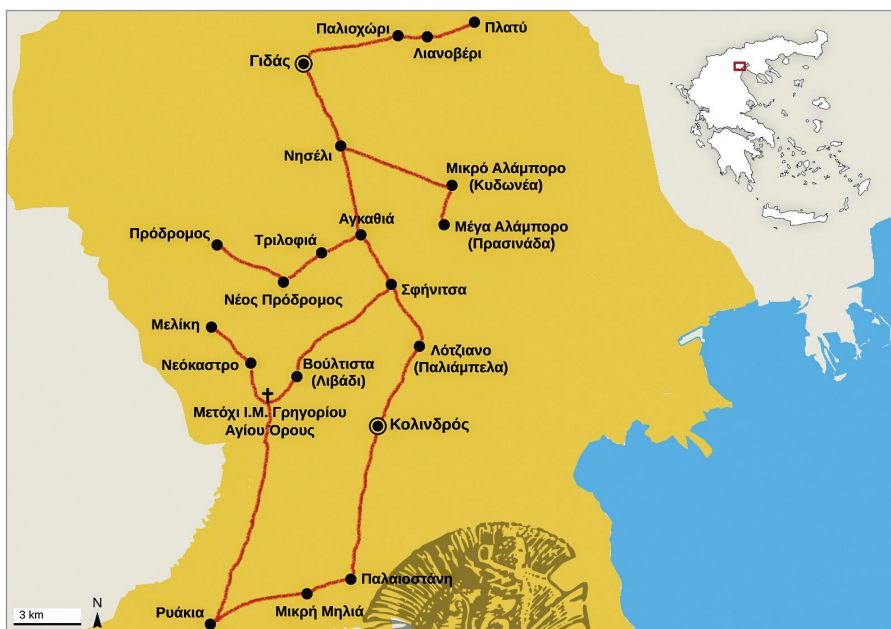 Παλιοχώρι
Πλατύ
Λιανοβέρι
Γιδάς
Νησέλι
Μικρό Αλάμπορο
(Κυδωνέα)
Αγκαθιά
Μέγα Αλάμπορο
(Πρασινάδα)
Πρόδρομος
Τριλοφιά
Νέος Πρόδρομος
Σφήνιτσα
Μελίκη
Νεόκαστρο
Βούλτιστα
(Λιβάδι)
Λότζιανο
(Παλιάμπελα)
Μετόχι Ι.Μ. Γρηγορίου
Αγίου Όρους
Κολινδρός
Παλαιοστάνη
Μικρή Μηλιά
Ρυάκια
3 km
N